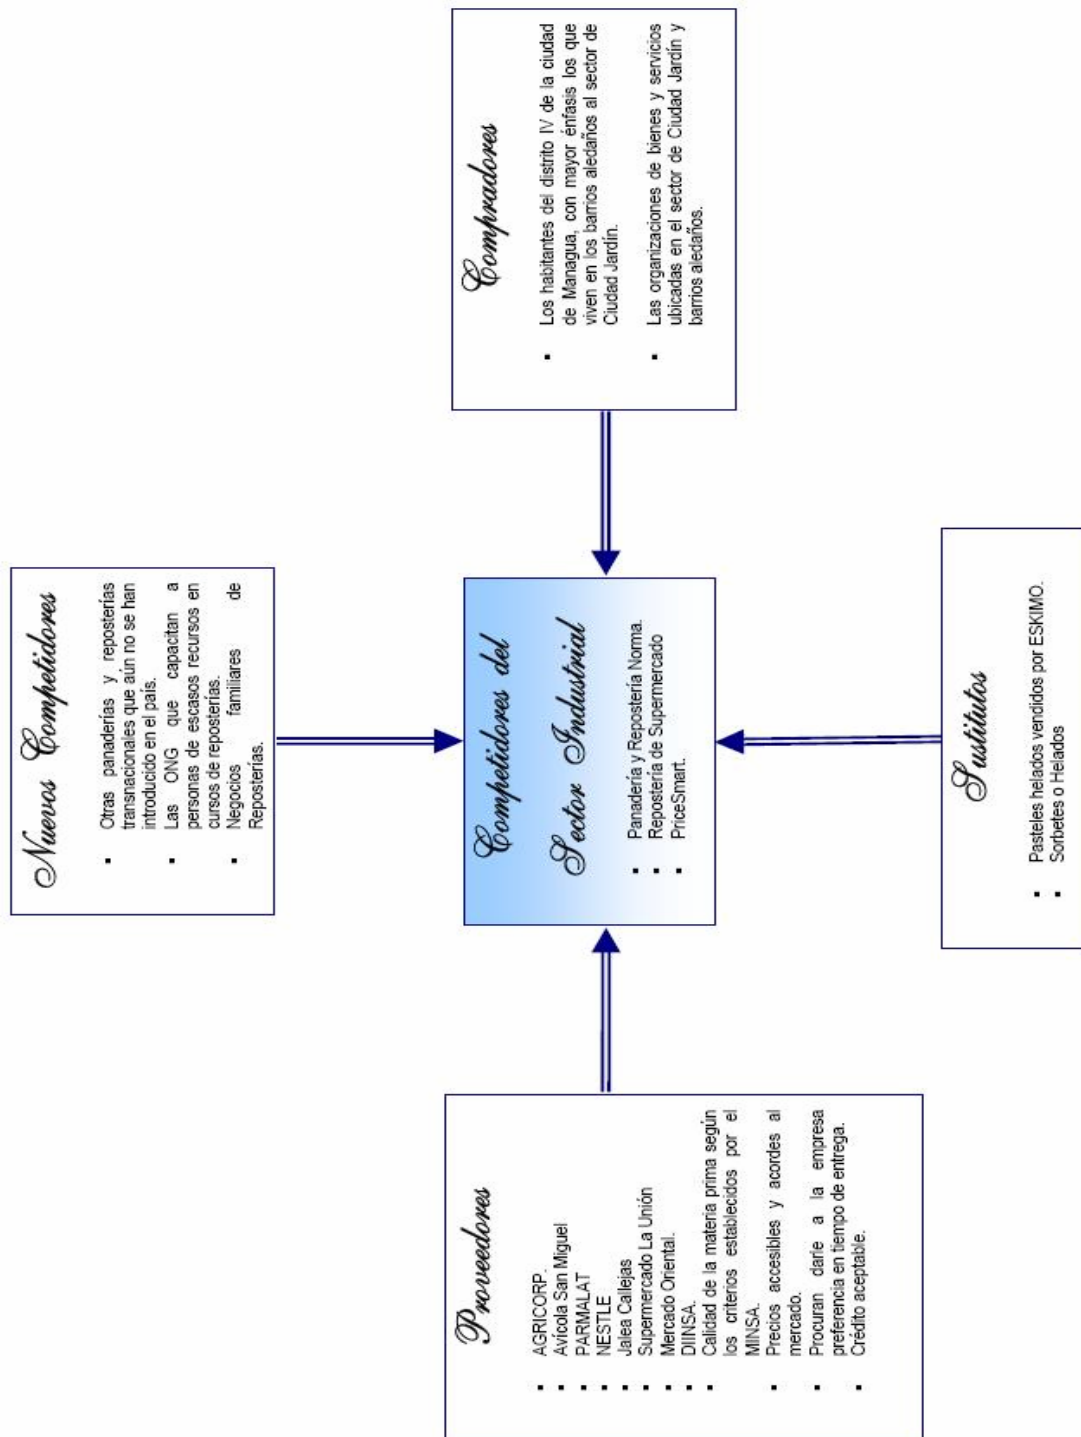 Nuevos Competidores
Otras panaderías y reposterías
transnacionales que aún no se han
introducido en el país.
Las ONG que capacitan a
personas de escasos recursos en
cursos de reposterías.
Negocios familiares de
Reposterías.
Proveedores
AGRICORP.
Avícola San Miguel
PARMALAT
NESTLE
Jalea Callejas
Supermercado La Unión
Mercado Oriental.
DIINSA.
Calidad de la materia prima según
los criterios establecidos por el
MINSA.
Precios accesibles y acordes al
mercado.
Procuran darle a la empresa
preferencia en tiempo de entrega.
Crédito aceptable.
Competidores del
Sector Industrial
Panadería y Repostería Norma.
Repostería de Supermercado
PriceSmart.
Compradores
Los habitantes del distrito IV de la ciudad
de Managua, con mayor énfasis los que
viven en los barrios aledaños al sector de
Ciudad Jardín.
Las organizaciones de bienes y servicios
ubicadas en el sector de Ciudad Jardín y
barrios aledaños.
Sustitutos
Pasteles helados vendidos por ESKIMO.
Sorbetes o Helados